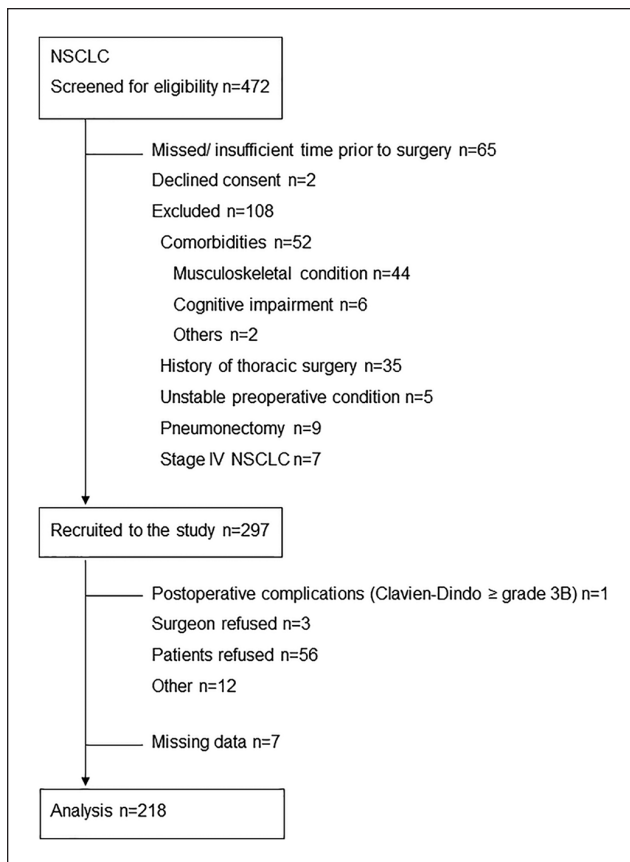 NSCLC
Screened for eligibility n=472
Missed/ insufficient time prior to surgery n=65
Declined consent n=2
Excluded n=108
Comorbidities n=52
Musculoskeletal condition n=44
Cognitive impairment n=6
Others n=2
History of thoracic surgery n=35
Unstable preoperative condition n=5
Pneumonectomy n=9
Stage IV NSCLC n=7
Recruited to the study n=297
Postoperative complications (Clavien-Dindo ≥ grade 3B) n=1
Surgeon refused n=3
Patients refused n=56
Other n=12
Missing data n=7
Analysis n=218